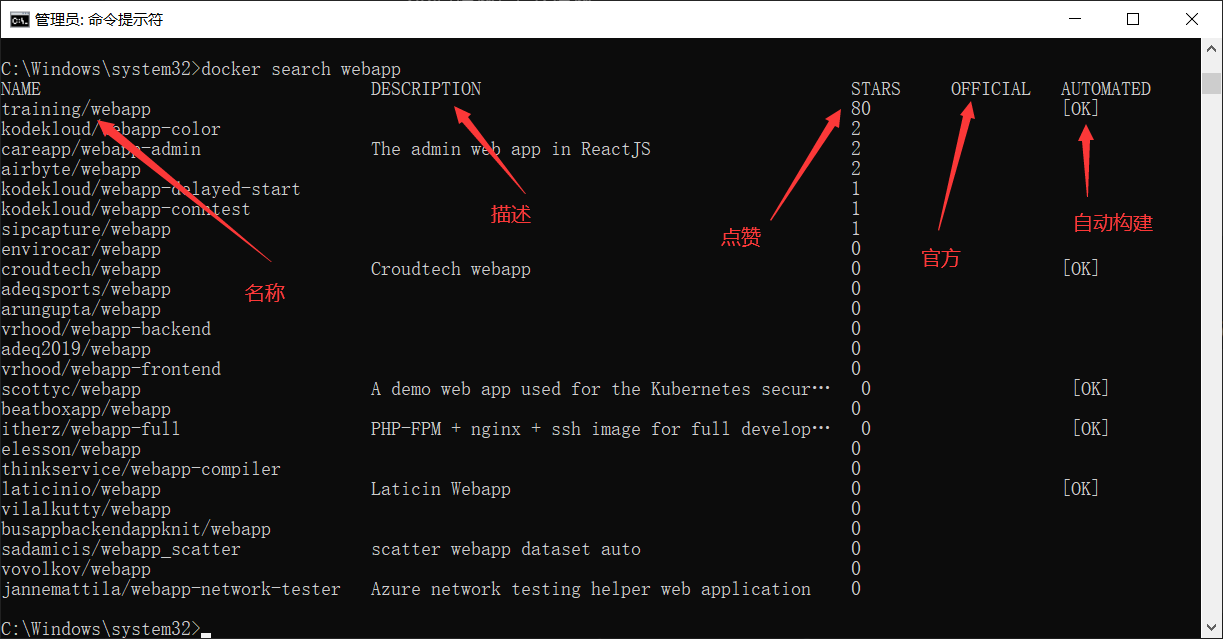 管理员: 命令提示符
C:\Windows\system32>docker search webapp
NAME DESCRIPTION STARS OFFICIAL AUTOMATED
training/webapp 80 [OK]
kodekloud/webapp-color 2
careapp/webapp-admin The admin web app in ReactJS 2
airbyte/webapp 2
kodekloud/webapp-delayed-start 1
kodekloud/webapp-conntest 1
描述
sipcapture/webapp 1
自动构建
点赞
envirocar/webapp 0
官方
croudtech/webapp Croudtech webapp 0 [OK]
adeqsports/webapp 0
名称
arungupta/webapp 0
vrhood/webapp-backend 0
adeq2019/webapp 0
vrhood/webapp-frontend 0
scottyc/webapp A demo web app used for the Kubernetes secur… 0 [OK]
beatboxapp/webapp 0
itherz/webapp-full PHP-FPM + nginx + ssh image for full develop… 0 [OK]
elesson/webapp 0
thinkservice/webapp-compiler 0
laticinio/webapp Laticin Webapp 0 [OK]
vilalkutty/webapp 0
busappbackendappknit/webapp 0
sadamicis/webapp_scatter scatter webapp dataset auto 0
vovolkov/webapp 0
jannemattila/webapp-network-tester Azure network testing helper web application 0
C:\Windows\system32>